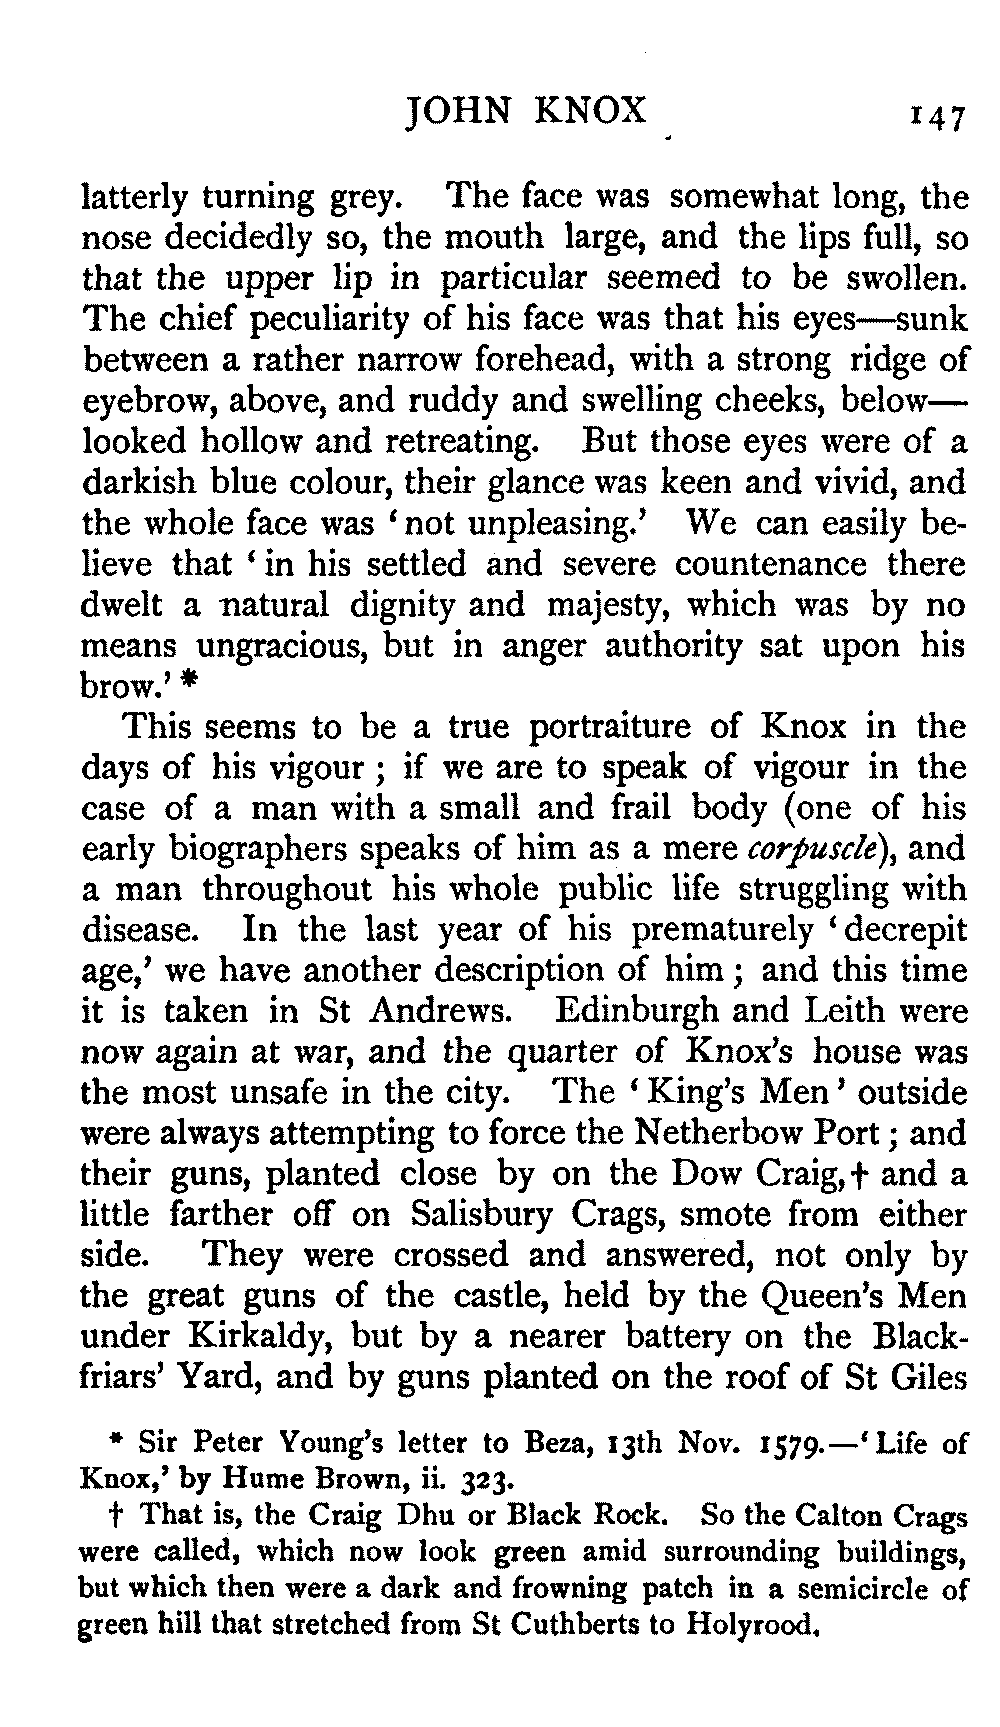 JOHN KNOX 147
latterly turning grey. The face was somewhat long, the
nose decidedly so, the mouth large, and the lips full, so
that the upper lip in particular seemed to be swollen.
The chief peculiarity of his face was that his eyes—sunk
between a rather narrow forehead, with a strong ridge of
eyebrow, above, and ruddy and swelling cheeks, below—
looked hollow and retreating. But those eyes were of a
darkish blue colour, their glance was keen and vivid, and
the whole face was ‘not unpleasing.’ We can easily be-
lieve that ‘in his settled and severe countenance there
dwelt a natural dignity and majesty, which was by no
means ungracious, but in anger authority sat upon his
brow.’*
This seems to be a true portraiture of Knox in the
days of his vigour; if we are to speak of vigour in the
case of a man with a small and frail body (one of his
early biographers speaks of him as a mere corpuscle), and
a man throughout his whole public life struggling with
disease. In the last year of his prematurely ‘decrepit
age,’ we have another description of him; and this time
it is taken in St Andrews. Edinburgh and Leith were
now again at war, and the quarter of Knox's house was
the most unsafe in the city. The ‘King's Men’ outside
were always attempting to force the Netherbow Port; and
their guns, planted close by on the Dow Craig,† and a
little farther off on Salisbury Crags, smote from either
side. They were crossed and answered, not only by
the great guns of the castle, held by the Queen's Men
under Kirkaldy, but by a nearer battery on the Black-
friars' Yard, and by guns planted on the roof of St Giles
* Sir Peter Young's letter to Beza, 13th Nov. 1579.—‘Life of
Knox,’ by Hume Brown, ii. 323.
† That is, the Craig Dhu or Black Rock. So the Calton Crags
were called, which now look green amid surrounding buildings,
but which then were a dark and frowning patch in a semicircle of
green hill that stretched from St Cuthberts to Holyrood.